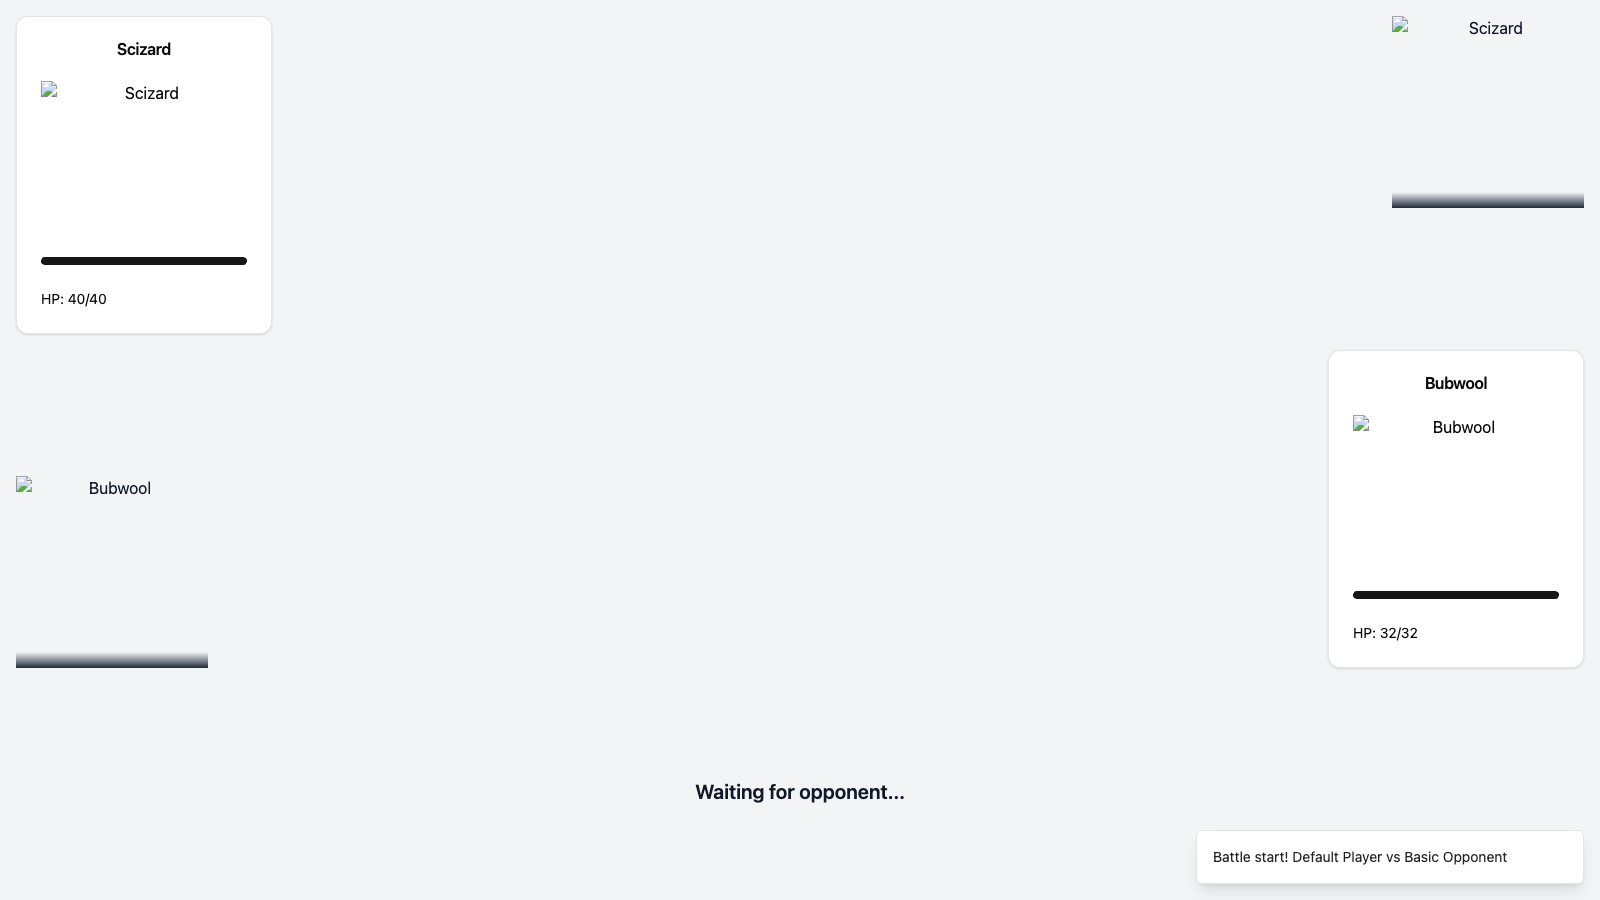 Scizard
Scizard
Scizard
HP: 40/40
Bubwool
Bubwool
Bubwool
HP: 32/32
Waiting for opponent...
Battle start! Default Player vs Basic Opponent